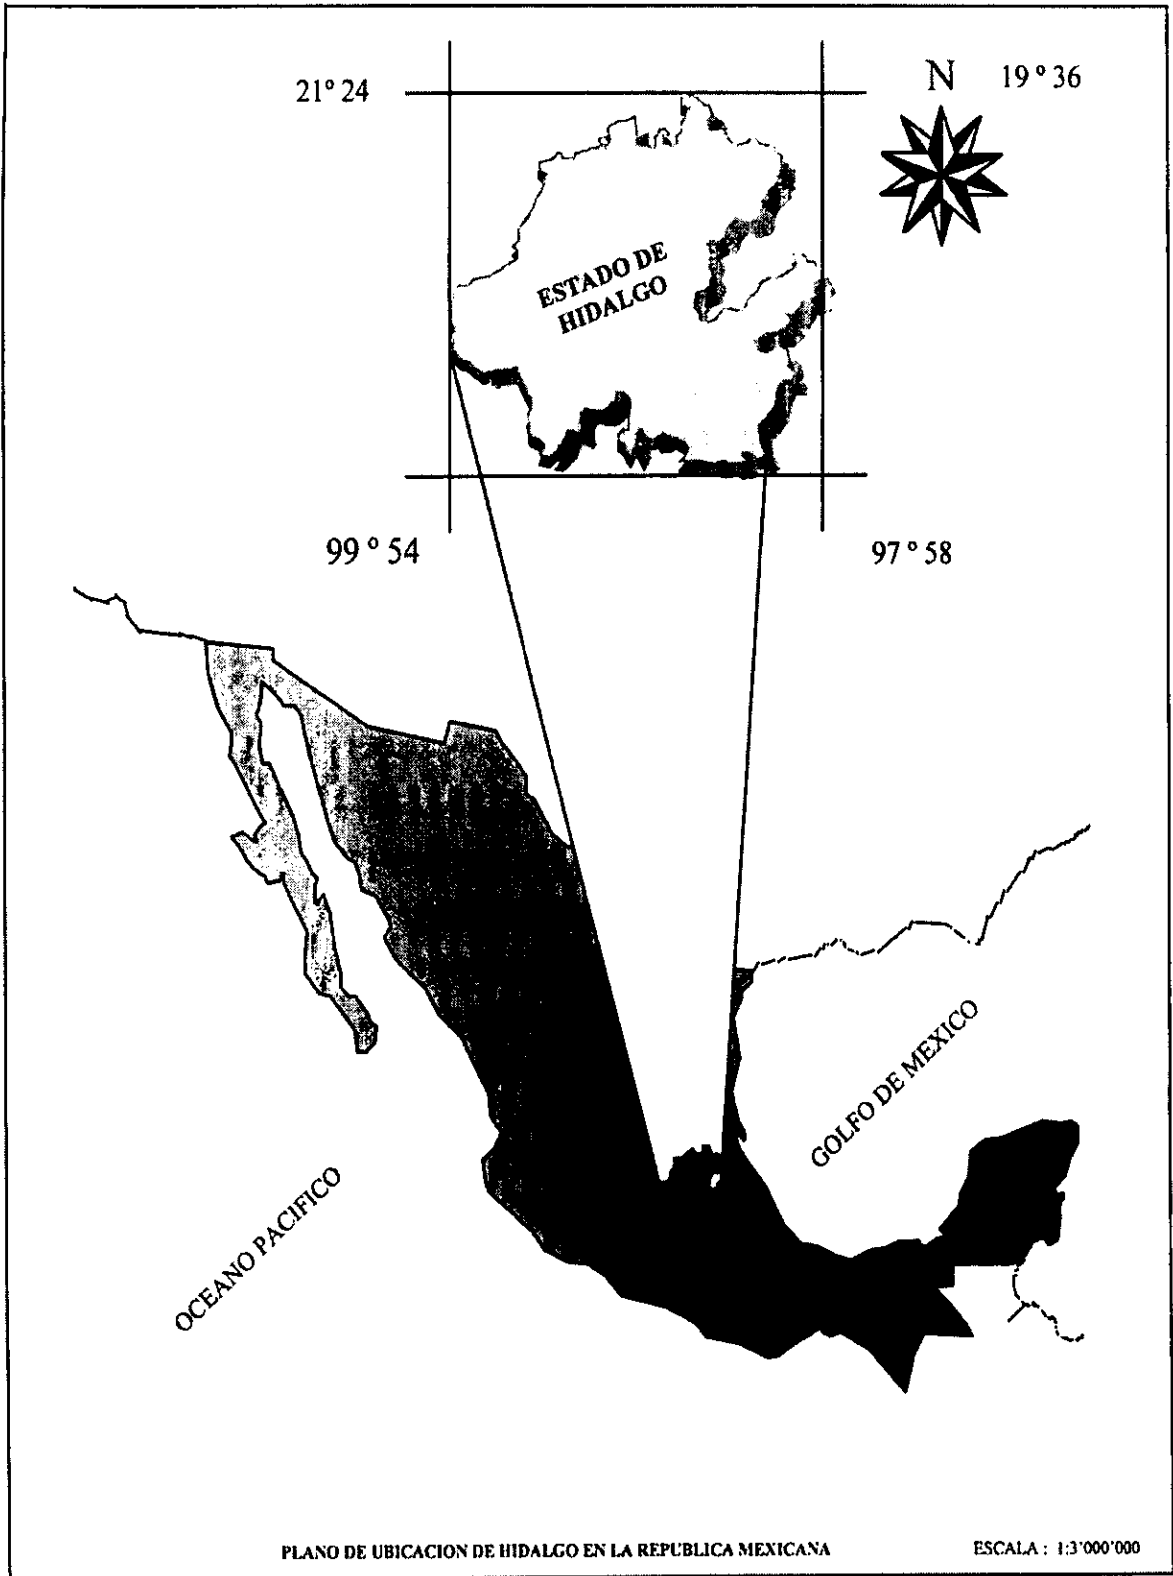 N
21° 24
19 ° 36
ESTADO DE
HIDALGO
99 ° 54
97 ° 58
GOLFO DE MEXICO
OCEANO PACIFICO
PLANO DE UBICACION DE HIDALGO EN LA REPUBLICA MEXICANA
ESCALA : 1:3'000'000